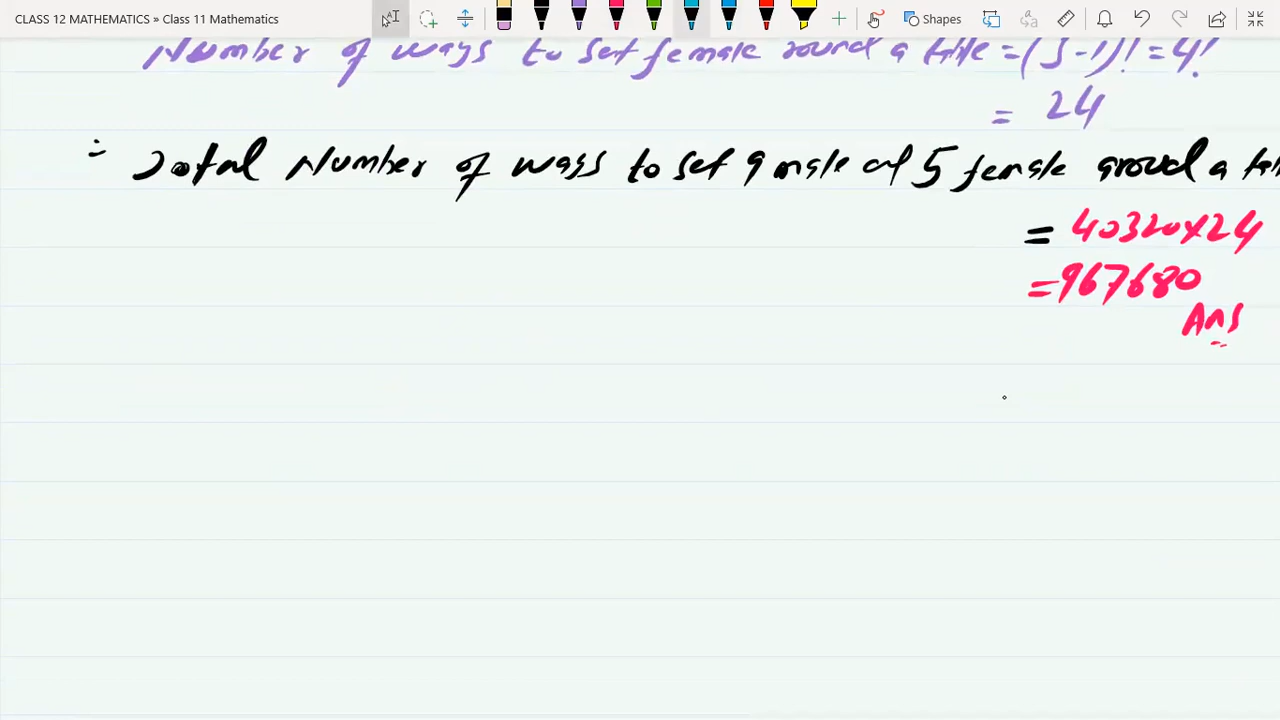 CLASS 12 MATHEMATICS » Class 11 Mathematics
Shapes
Number of ways to set female round a table = (5-1)! = 4!
= 24
∴ Total Number of ways to set 9 male and 5 female around a
= 40320×24
= 967680
Ans